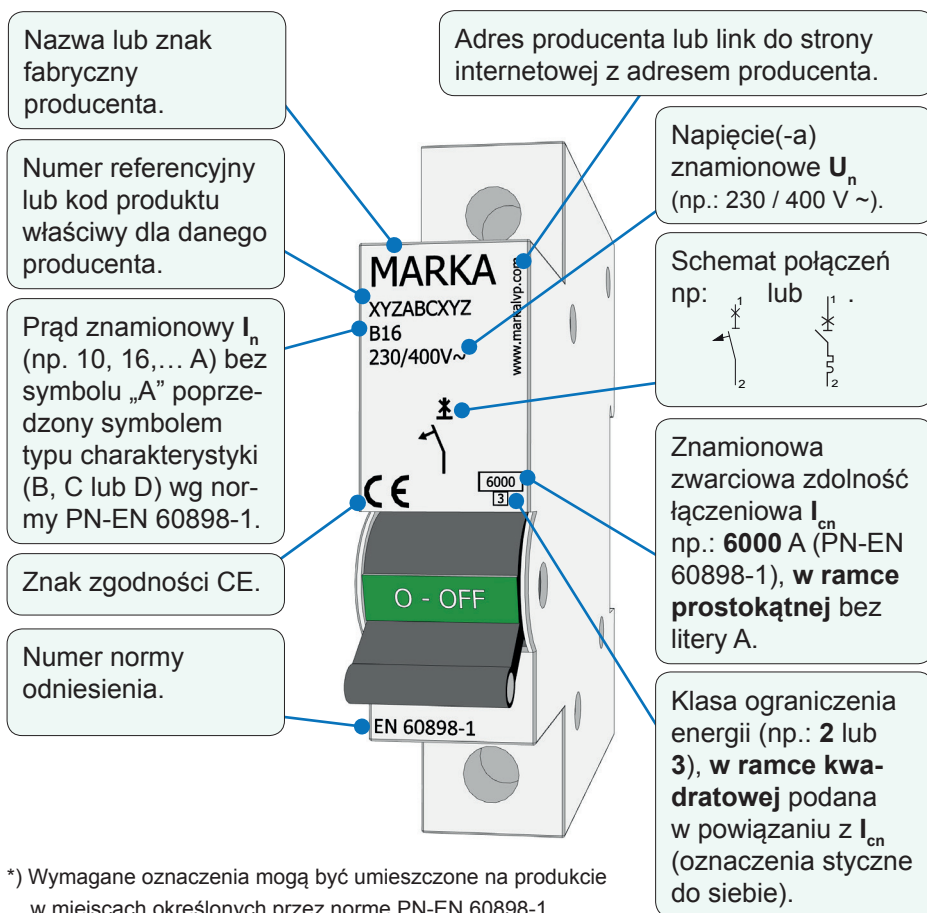 Nazwa lub znak
fabryczny
producenta.
Adres producenta lub link do strony
internetowej z adresem producenta.
Numer referencyjny
lub kod produktu
właściwy dla danego
producenta.
Napięcie(-a)
znamionowe Un
(np.: 230 / 400 V ~).
Prąd znamionowy In
(np. 10, 16,… A) bez
symbolu „A” poprze-
dzony symbolem
typu charakterystyki
(B, C lub D) wg nor-
my PN-EN 60898-1.
Schemat połączeń
np: lub .
1
2
1
2
Znak zgodności CE.
Znamionowa
zwarciowa zdolność
łączeniowa Icn
np.: 6000 A (PN-EN
60898-1), w ramce
prostokątnej bez
litery A.
Numer normy
odniesienia.
Klasa ograniczenia
energii (np.: 2 lub
3), w ramce kwa-
dratowej podana
w powiązaniu z Icn
(oznaczenia styczne
do siebie).
MARKA
XYZABCXYZ
B16
230/400V~
www.markalvp.com
CE
6000
3
O - OFF
EN 60898-1
*) Wymagane oznaczenia mogą być umieszczone na produkcie
w miejscach określonych przez normę PN-EN 60898-1